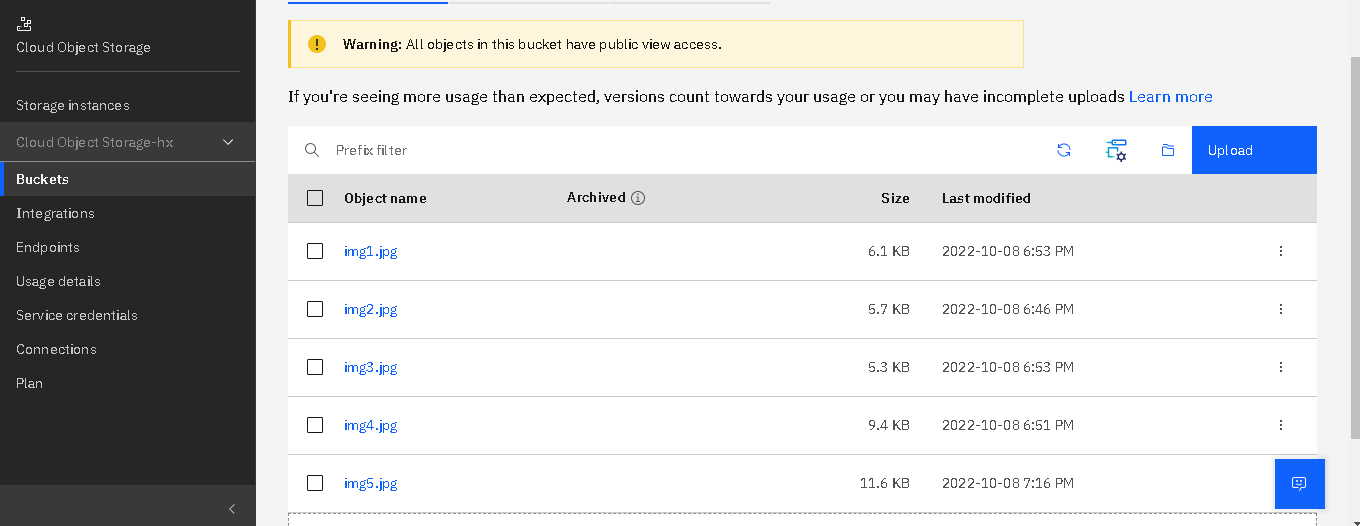 Cloud Object Storage
Storage instances
Cloud Object Storage-hx
Buckets
Integrations
Endpoints
Usage details
Service credentials
Connections
Plan
Warning: All objects in this bucket have public view access.
If you're seeing more usage than expected, versions count towards your usage or you may have incomplete uploads Learn more
Prefix filter Upload
Object name Archived Size Last modified
img1.jpg 6.1 KB 2022-10-08 6:53 PM
img2.jpg 5.7 KB 2022-10-08 6:46 PM
img3.jpg 5.3 KB 2022-10-08 6:53 PM
img4.jpg 9.4 KB 2022-10-08 6:51 PM
img5.jpg 11.6 KB 2022-10-08 7:16 PM